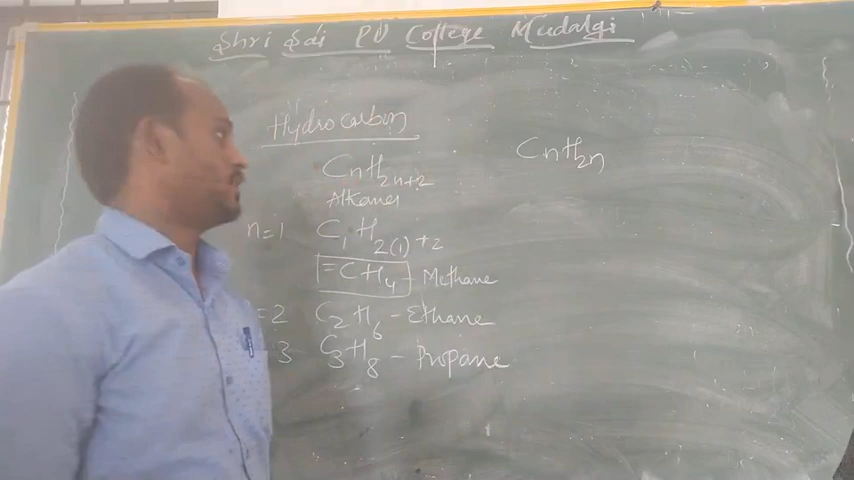 Shri Sai PU College Mudalgi
Hydrocarbon
CnH2n+2
Alkanes
n=1 C1H2(1)+2
=CH4 - Methane
=2 C2H6 - Ethane
3 C3H8 - Propane
CnH2n